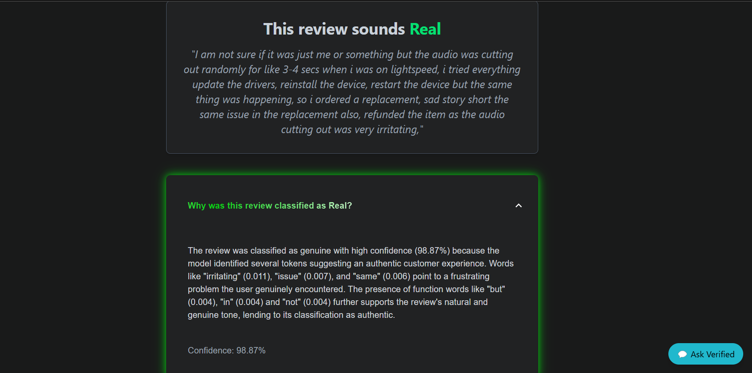 This review sounds Real
"I am not sure if it was just me or something but the audio was cutting
out randomly for like 3-4 secs when i was on lightspeed, i tried everything
update the drivers, reinstall the device, restart the device but the same
thing was happening, so i ordered a replacement, sad story short the
same issue in the replacement also, refunded the item as the audio
cutting out was very irritating,"
Why was this review classified as Real?
The review was classified as genuine with high confidence (98.87%) because the
model identified several tokens suggesting an authentic customer experience. Words
like "irritating" (0.011), "issue" (0.007), and "same" (0.006) point to a frustrating
problem the user genuinely encountered. The presence of function words like "but"
(0.004), "in" (0.004) and "not" (0.004) further supports the review's natural and
genuine tone, lending to its classification as authentic.
Confidence: 98.87%
Ask Verified